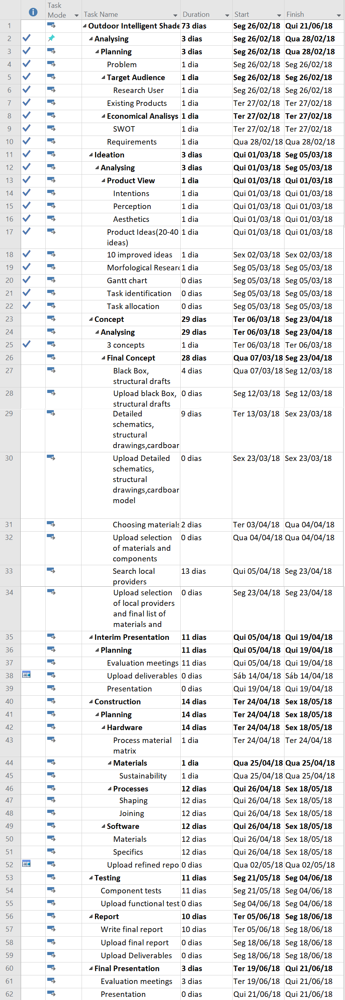 Task Mode Task Name Duration Start Finish
1 Outdoor Intelligent Shade 73 dias Seg 26/02/18 Qui 21/06/18
2 Analysing 3 dias Seg 26/02/18 Qua 28/02/18
3 Planning 3 dias Seg 26/02/18 Qua 28/02/18
4 Problem 1 dia Seg 26/02/18 Seg 26/02/18
5 Target Audience 1 dia Seg 26/02/18 Seg 26/02/18
6 Research User 1 dia Seg 26/02/18 Seg 26/02/18
7 Existing Products 1 dia Ter 27/02/18 Ter 27/02/18
8 Economical Analisys 1 dia Ter 27/02/18 Ter 27/02/18
9 SWOT 1 dia Ter 27/02/18 Ter 27/02/18
10 Requirements 1 dia Qua 28/02/18 Qua 28/02/18
11 Ideation 3 dias Qui 01/03/18 Seg 05/03/18
12 Analysing 3 dias Qui 01/03/18 Seg 05/03/18
13 Product View 1 dia Qui 01/03/18 Qui 01/03/18
14 Intentions 1 dia Qui 01/03/18 Qui 01/03/18
15 Perception 1 dia Qui 01/03/18 Qui 01/03/18
16 Aesthetics 1 dia Qui 01/03/18 Qui 01/03/18
17 Product Ideas(20-40 1 dia Qui 01/03/18 Qui 01/03/18
ideas)
18 10 improved ideas 1 dia Sex 02/03/18 Sex 02/03/18
19 Morfological Researc 1 dia Seg 05/03/18 Seg 05/03/18
20 Gantt chart 0 dias Seg 05/03/18 Seg 05/03/18
21 Task identification 0 dias Seg 05/03/18 Seg 05/03/18
22 Task allocation 0 dias Seg 05/03/18 Seg 05/03/18
23 Concept 29 dias Ter 06/03/18 Seg 23/04/18
24 Analysing 29 dias Ter 06/03/18 Seg 23/04/18
25 3 concepts 1 dia Ter 06/03/18 Ter 06/03/18
26 Final Concept 28 dias Qua 07/03/18 Seg 23/04/18
27 Black Box, 4 dias Qua 07/03/18 Seg 12/03/18
structural drafts
28 Upload black Box, 0 dias Seg 12/03/18 Seg 12/03/18
structural drafts
29 Detailed 9 dias Ter 13/03/18 Sex 23/03/18
schematics,
structural
drawings,cardboar
30 Upload Detailed 0 dias Sex 23/03/18 Sex 23/03/18
schematics,
structural
drawings,cardboar
model
31 Choosing materials 2 dias Ter 03/04/18 Qua 04/04/18
32 Upload selection 0 dias Qua 04/04/18 Qua 04/04/18
of materials and
components
33 Search local 13 dias Qui 05/04/18 Seg 23/04/18
providers
34 Upload selection 0 dias Seg 23/04/18 Seg 23/04/18
of local providers
and final list of
materials and
35 Interim Presentation 11 dias Qui 05/04/18 Qui 19/04/18
36 Planning 11 dias Qui 05/04/18 Qui 19/04/18
37 Evaluation meetings 11 dias Qui 05/04/18 Qui 19/04/18
38 Upload deliverables 0 dias Sáb 14/04/18 Sáb 14/04/18
39 Presentation 0 dias Qui 19/04/18 Qui 19/04/18
40 Construction 14 dias Ter 24/04/18 Sex 18/05/18
41 Planning 14 dias Ter 24/04/18 Sex 18/05/18
42 Hardware 14 dias Ter 24/04/18 Sex 18/05/18
43 Process material 1 dia Ter 24/04/18 Ter 24/04/18
matrix
44 Materials 1 dia Qua 25/04/18 Qua 25/04/18
45 Sustainability 1 dia Qua 25/04/18 Qua 25/04/18
46 Processes 12 dias Qui 26/04/18 Sex 18/05/18
47 Shaping 12 dias Qui 26/04/18 Sex 18/05/18
48 Joining 12 dias Qui 26/04/18 Sex 18/05/18
49 Software 12 dias Qui 26/04/18 Sex 18/05/18
50 Materials 12 dias Qui 26/04/18 Sex 18/05/18
51 Specifics 12 dias Qui 26/04/18 Sex 18/05/18
52 Upload refined repo 0 dias Qua 02/05/18 Qua 02/05/18
53 Testing 11 dias Seg 21/05/18 Seg 04/06/18
54 Component tests 11 dias Seg 21/05/18 Seg 04/06/18
55 Upload functional test 0 dias Seg 04/06/18 Seg 04/06/18
56 Report 10 dias Ter 05/06/18 Seg 18/06/18
57 Write final report 10 dias Ter 05/06/18 Seg 18/06/18
58 Upload final report 0 dias Seg 18/06/18 Seg 18/06/18
59 Upload Deliverables 0 dias Seg 18/06/18 Seg 18/06/18
60 Final Presentation 3 dias Ter 19/06/18 Qui 21/06/18
61 Evaluation meetings 3 dias Ter 19/06/18 Qui 21/06/18
62 Presentation 0 dias Qui 21/06/18 Qui 21/06/18